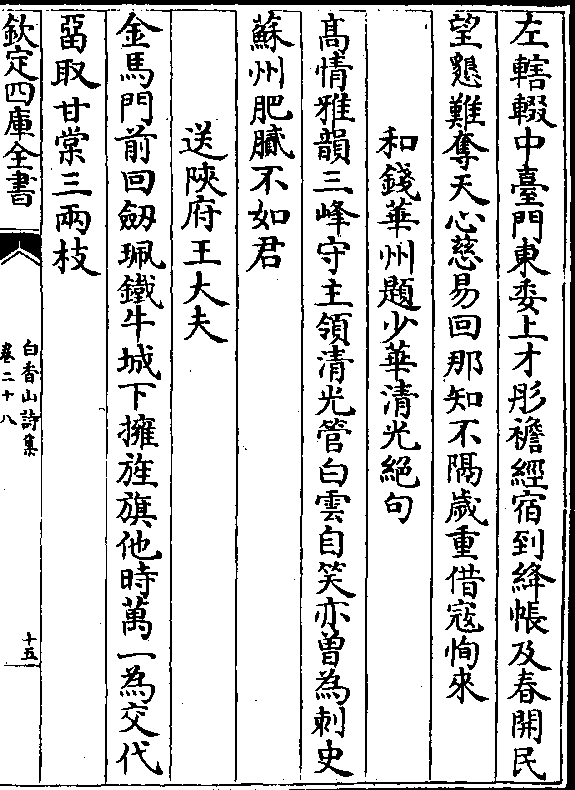 左轄輟中臺門東委上才彤襜經宿到絳帳及春開民
望懇難奪天心慈易回那知不隔歲重借寇恂來
和錢華州題少華清光絕句
髙情雅韻三峰守主領清光管白雲自笑亦曽為刺史
蘇州肥膩不如君
送陜府王大夫
金馬門前回劒珮鐵牛城下擁旌旗他時萬一為交代
畱取甘棠三兩枝
欽定四庫全書
白香山詩集
卷二十八
十五